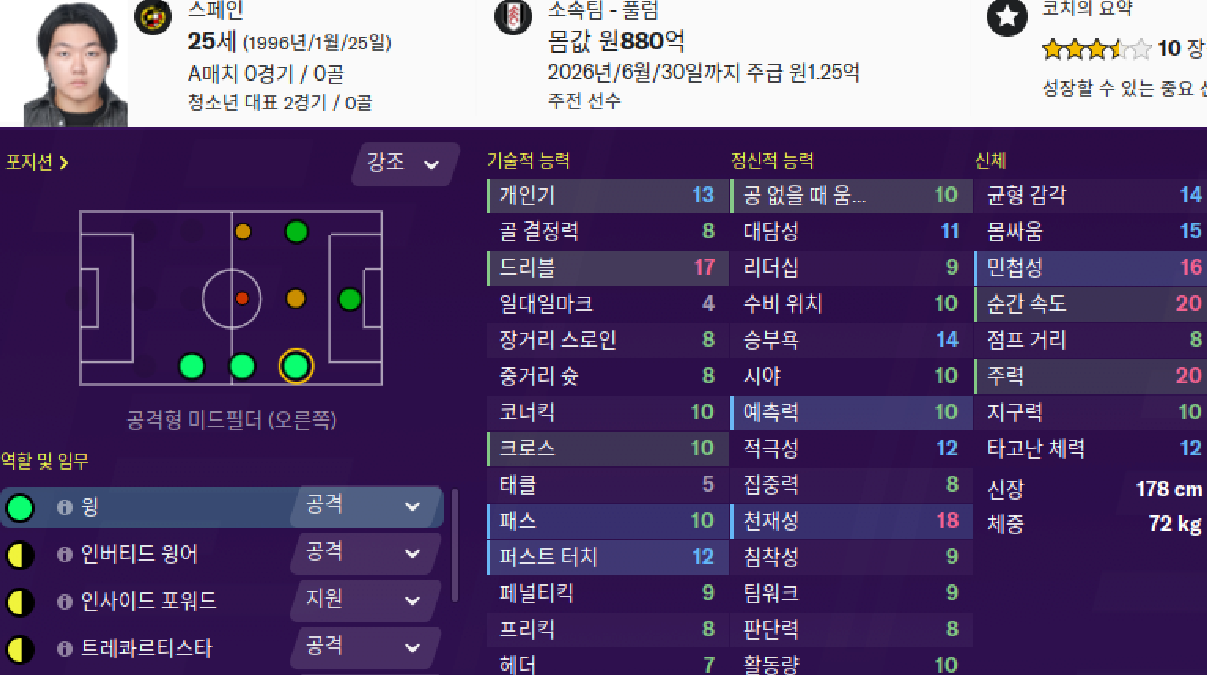 스페인
25세 (1996년/1월/25일)
A매치 0경기 / 0골
청소년 대표 2경기 / 0골
소속팀 - 풀럼
몸값 원880억
2026년/6월/30일까지 주급 원1.25억
주전 선수
코치의 요약
10 장
성장할 수 있는 중요
포지션
강조
공격형 미드필더 (오른쪽)
역할 및 임무
윙 공격
인버티드 윙어 공격
인사이드 포워드 지원
트레콰르티스타 공격
기술적 능력
개인기 13
골 결정력 8
드리블 17
일대일마크 4
장거리 스로인 8
중거리 슛 8
코너킥 10
크로스 10
태클 5
패스 10
퍼스트 터치 12
페널티킥 9
프리킥 8
헤더 7
정신적 능력
공 없을 때 움... 10
대담성 11
리더십 9
수비 위치 10
승부욕 14
시야 10
예측력 10
적극성 12
집중력 8
천재성 18
침착성 9
팀워크 9
판단력 8
활동량 10
신체
균형 감각 14
몸싸움 15
민첩성 16
순간 속도 20
점프 거리 8
주력 20
지구력 10
타고난 체력 12
신장 178 cm
체중 72 kg